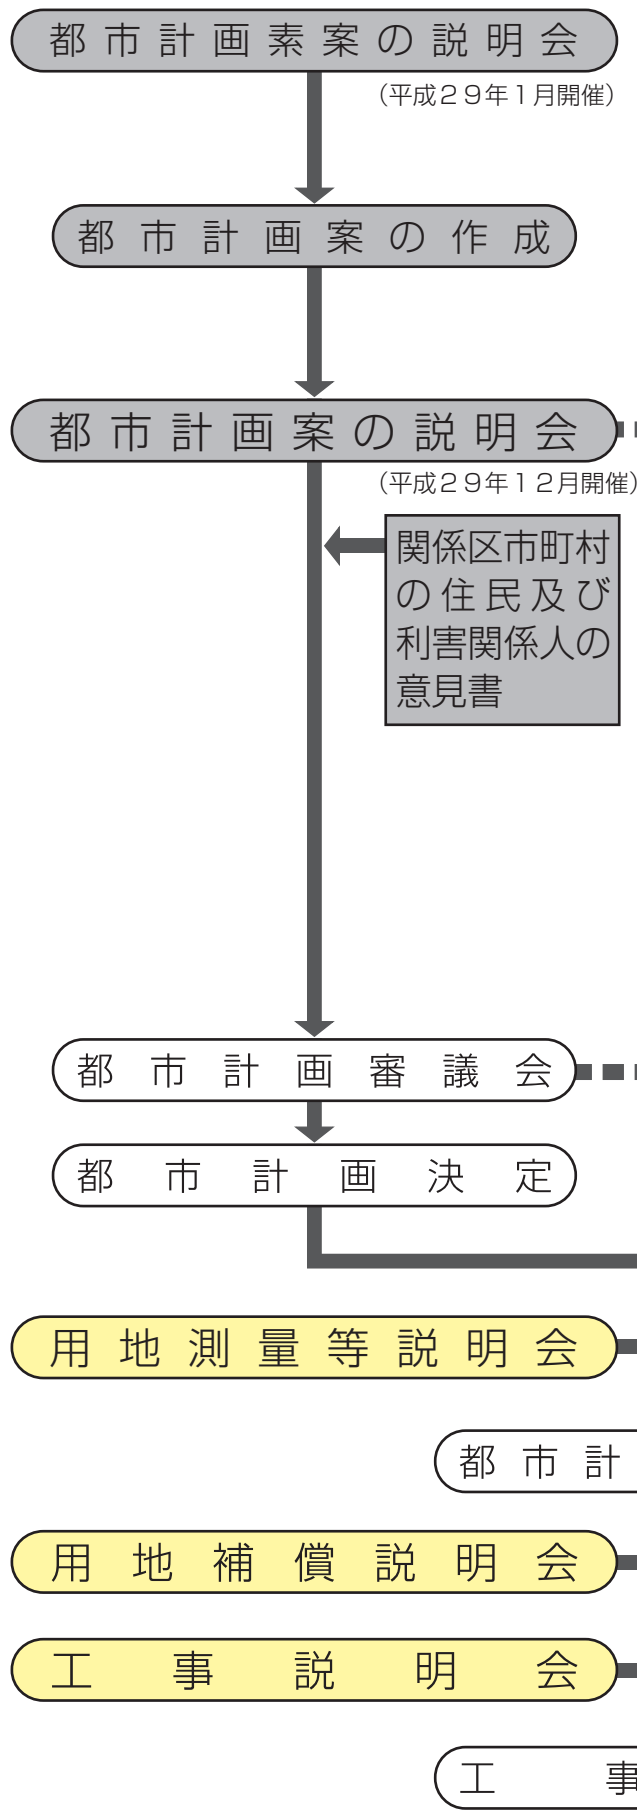 都市計画素案の説明会
（平成２９年１月開催）
都市計画案の作成
都市計画案の説明会
（平成２９年１２月開催）
関係区市町村
の住民及び
利害関係人の
意見書
都市計画審議会
都市計画決定
用地測量等説明会
都市計
用地補償説明会
工事説明会
工事